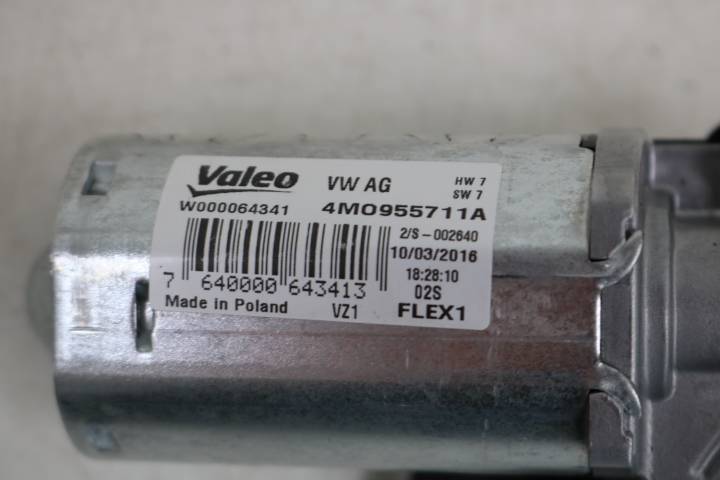 Valeo VW AG HW 7
SW 7
W000064341 4M0955711A
2/S-002640
10/03/2016
18:28:10
7 640000 643413 02S
Made in Poland VZ1 FLEX1